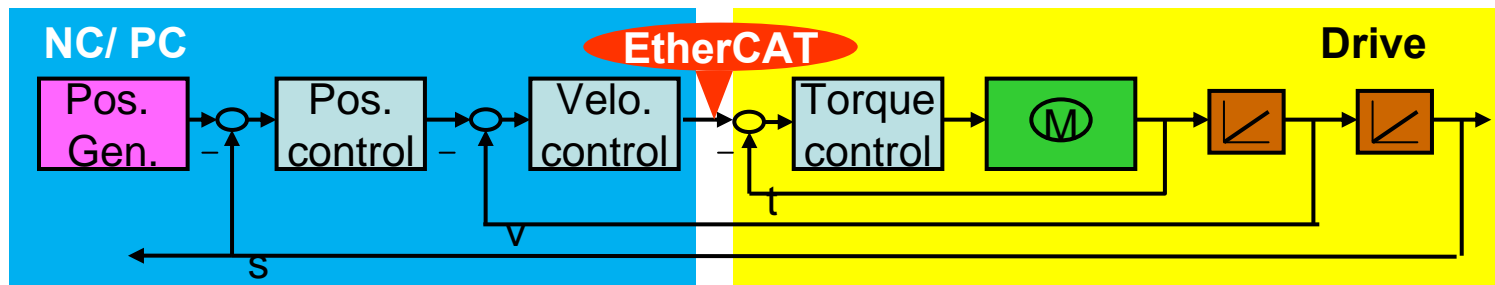 NC/ PC
EtherCAT
Drive
Pos.
Gen.
Pos.
control
Velo.
control
Torque
control
M
–
–
–
t
v
s